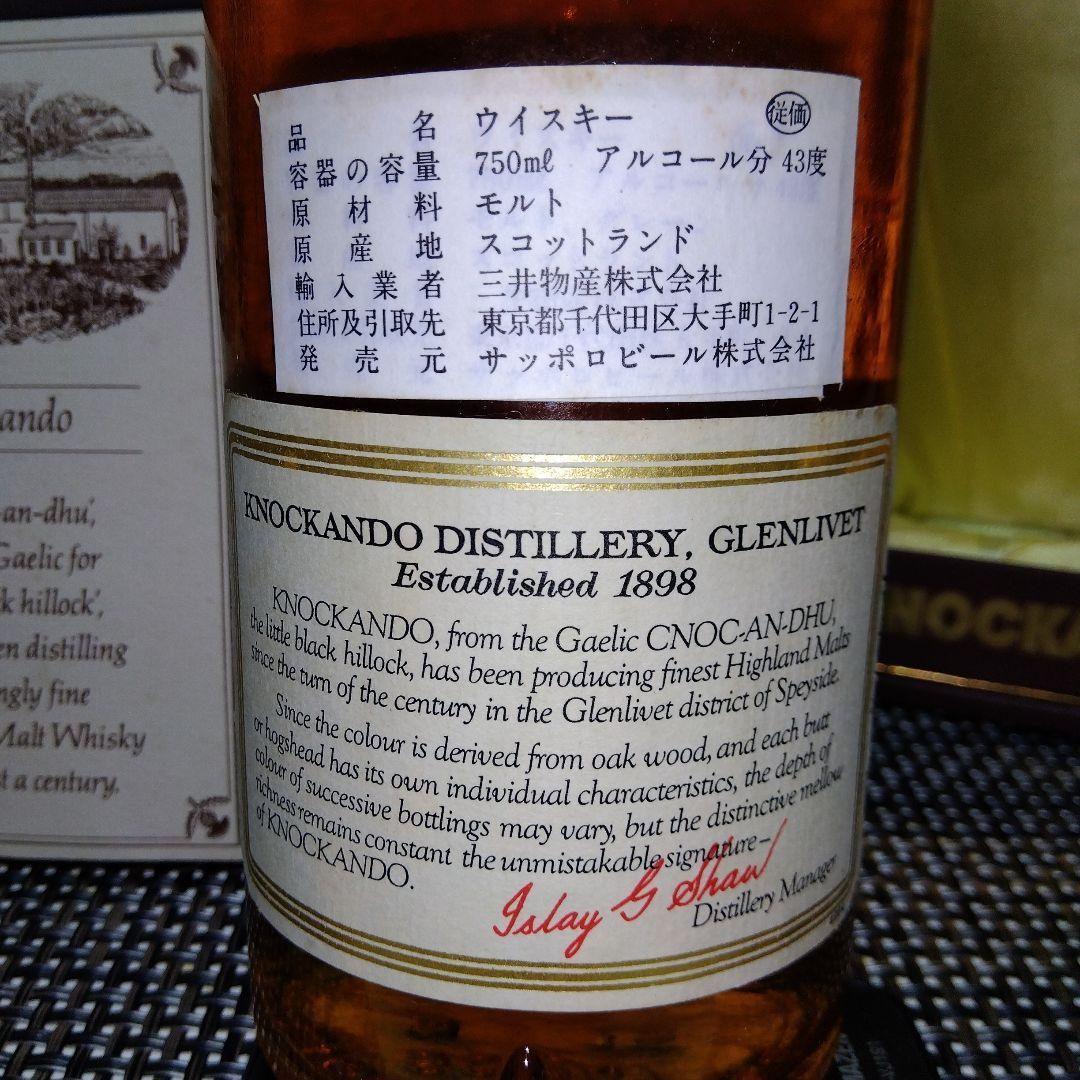 品名 ウイスキー 従価
容器の容量 750mℓ アルコール分 43度
原材料 モルト
原産地 スコットランド
輸入業者 三井物産株式会社
住所及引取先 東京都千代田区大手町1-2-1
発売元 サッポロビール株式会社
KNOCKANDO DISTILLERY, GLENLIVET
Established 1898
KNOCKANDO, from the Gaelic CNOC-AN-DHU,
the little black hillock, has been producing finest Highland Malts
since the turn of the century in the Glenlivet district of Speyside.
Since the colour is derived from oak wood, and each butt
or hogshead has its own individual characteristics, the depth of
colour of successive bottlings may vary, but the distinctive mellow
richness remains constant the unmistakable signature–
of KNOCKANDO.
Islay G Shaw
Distillery Manager
ando
-an-dhu',
Gaelic for
k hillock',
en distilling
ngly fine
Malt Whisky
t a century.
NOCKA